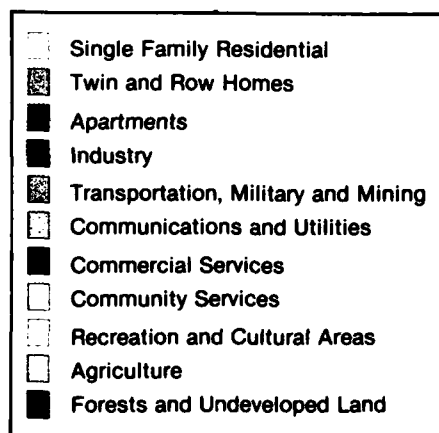 Single Family Residential
Twin and Row Homes
Apartments
Industry
Transportation, Military and Mining
Communications and Utilities
Commercial Services
Community Services
Recreation and Cultural Areas
Agriculture
Forests and Undeveloped Land